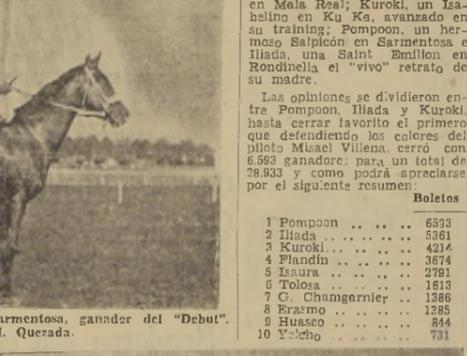 en Mala Real; Kuroki, un Isa-
belino en Ku Ka, avanzado en
su training; Pompoon, un her-
moso Salpicón en Sarmentosa e
Iliada, una Saint Emilion en
Rondinella el "vivo" retrato de
su madre.
Las opiniones se dividieron en-
tre Pompoon, Iliada y Kuroki,
hasta cerrar favorito el primero
que defendiendo los colores del
piloto Misael Villena, cerró con
6.593 ganadores; para un total de
28.933 y como podrá apreciarse
por el siguiente resumen:
Boletos
1 Pompoon .. .. .. 6593
2 Iliada .. .. .. .. 5361
3 Kuroki.. .. .. .. 4214
4 Flandin .. .. .. 3674
5 Isaura .. .. .. .. 2791
6 Tolosa .. .. .. .. 1613
7 G. Chamgernier .. 1386
8 Erasmo .. .. .. .. 1285
9 Huasco .. .. .. .. 844
10 .. .. .. .. 731
armentosa, ganador del "Debut".
I. Quezada.